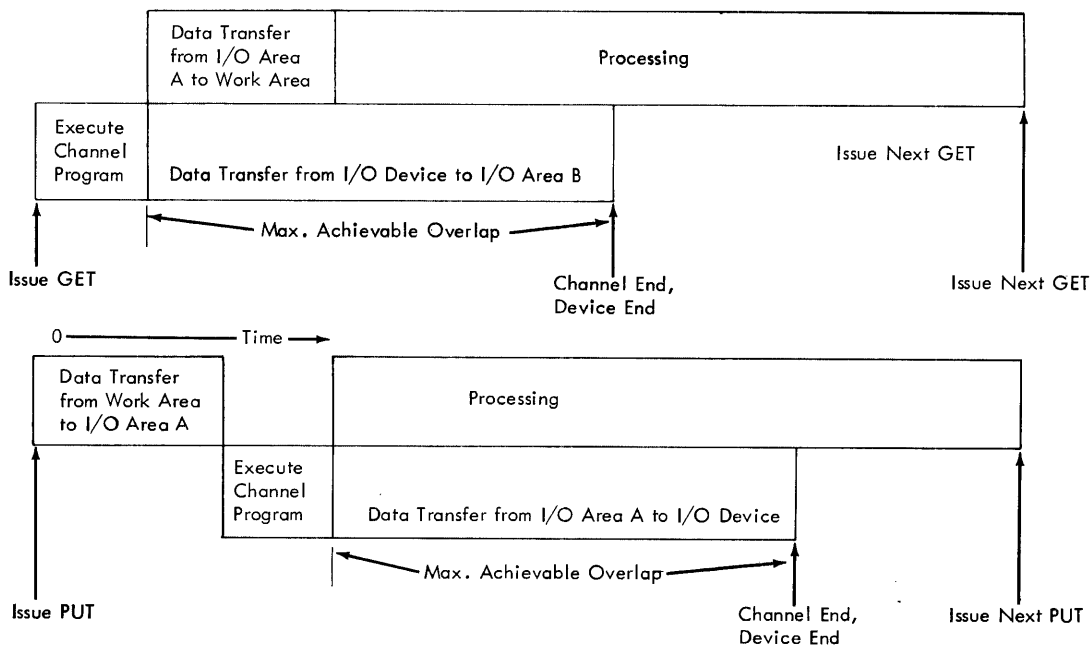 Data Transfer
from I/O Area
A to Work Area
Processing
Execute
Channel
Program
Data Transfer from I/O Device to I/O Area B
Issue Next GET
Max. Achievable Overlap
Issue GET
Channel End,
Device End
Issue Next GET
0 Time
Data Transfer
from Work Area
to I/O Area A
Processing
Execute
Channel
Program
Data Transfer from I/O Area A to I/O Device
Max. Achievable Overlap
Issue PUT
Channel End,
Device End
Issue Next PUT